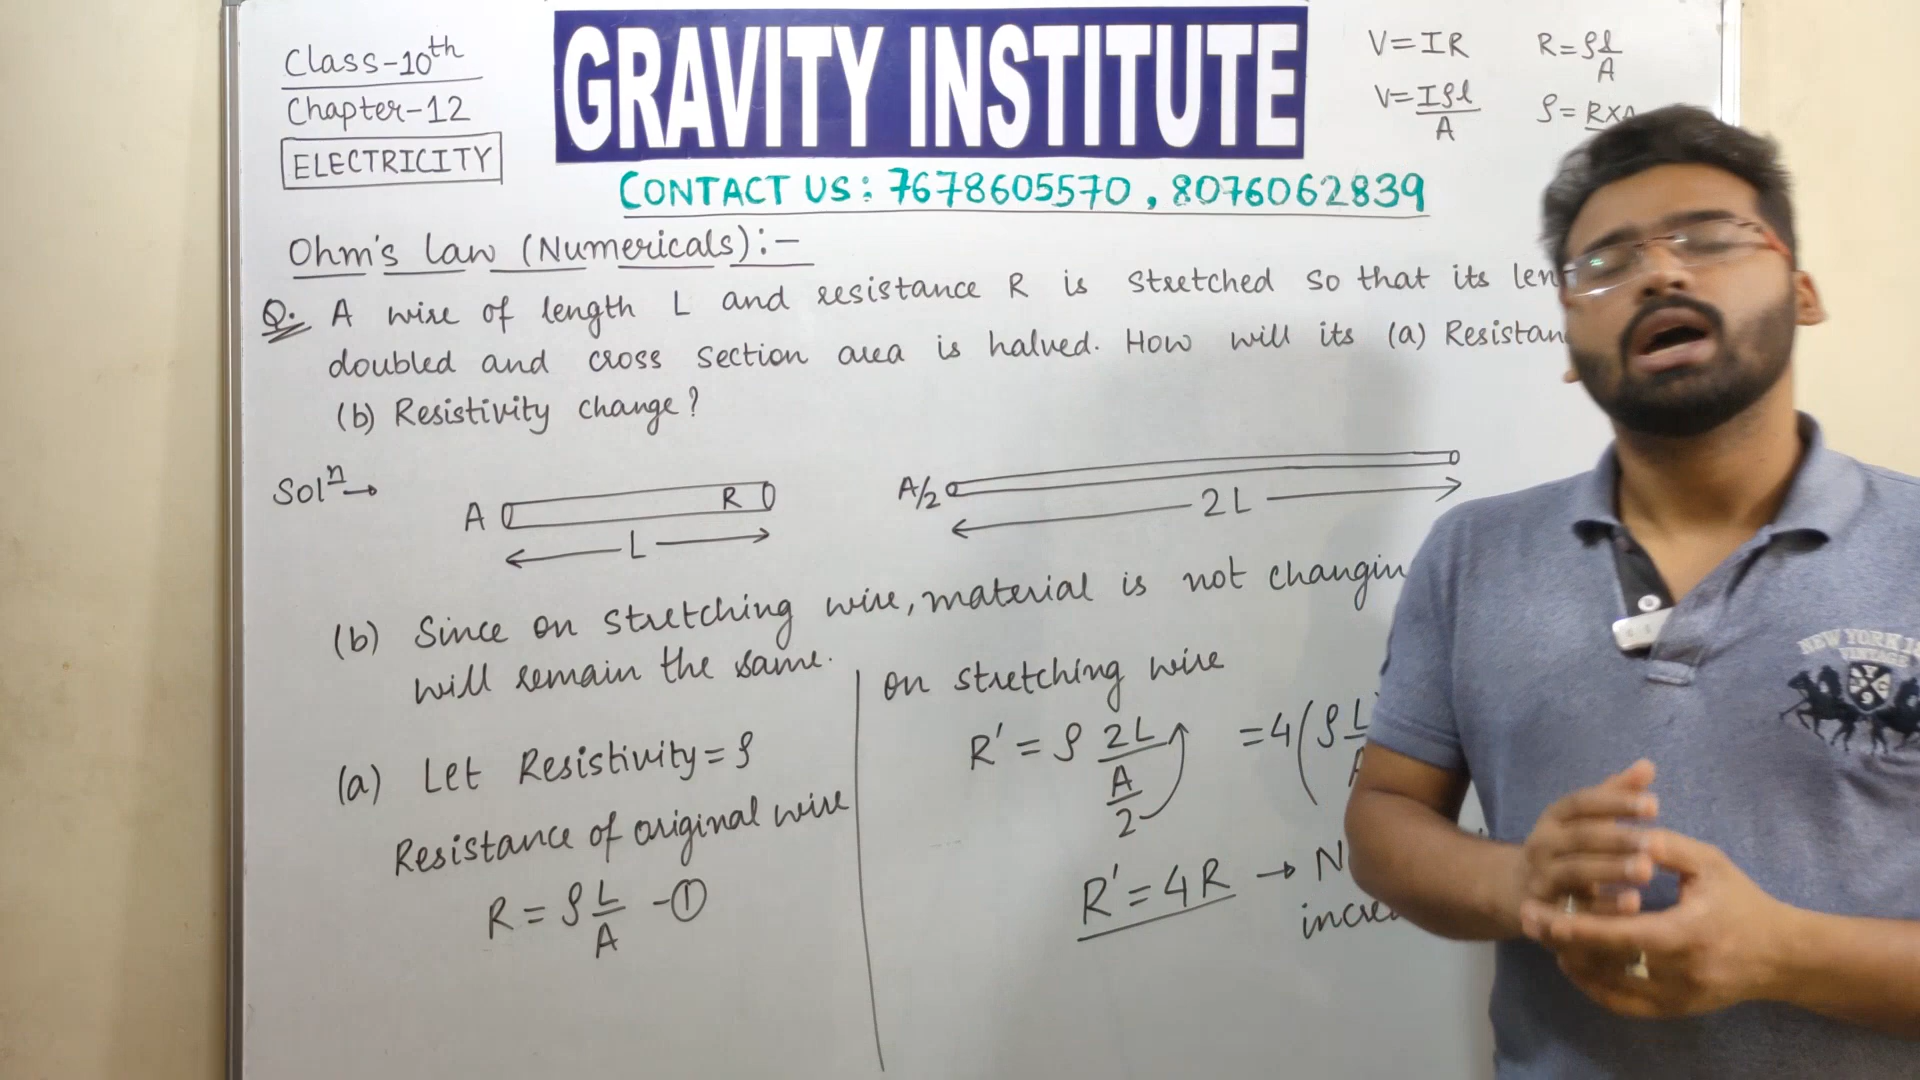 Class-10th
Chapter-12
ELECTRICITY
GRAVITY INSTITUTE
CONTACT US : 7678605570 , 8076062839
V=IR
V=Iρl/A
R=ρl/A
ρ=RXA
Ohm's law (Numericals):-
Q. A wire of length L and resistance R is stretched so that its
doubled and cross section area is halved. How will its (a)
(b) Resistivity change?
Solⁿ→
A R
L
A/2
2L
(b) Since on stretching wire, material is not
will remain the same.
(a) Let Resistivity = ρ
Resistance of original wire
R = ρ L/A -①
on stretching wire
R' = ρ 2L/(A/2) = 4(ρ L/A
R' = 4R →